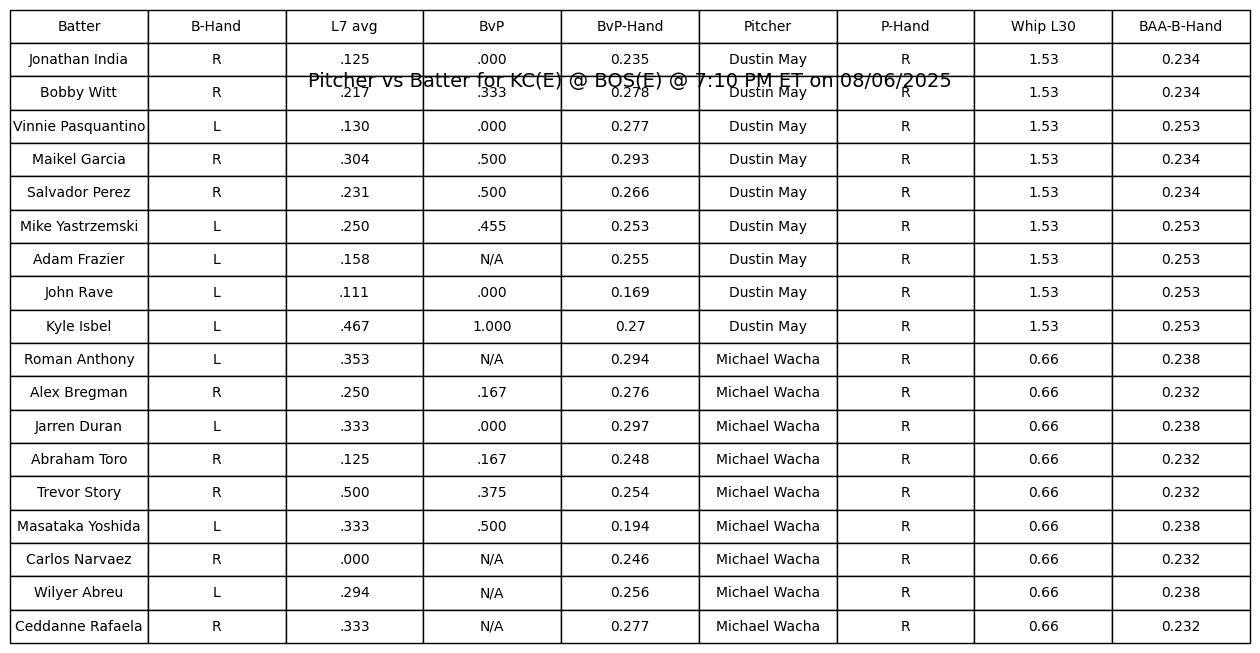 Batter B-Hand L7 avg BvP BvP-Hand Pitcher P-Hand Whip L30 BAA-B-Hand
Jonathan India R .125 .000 0.235 Dustin May R 1.53 0.234
Pitcher vs Batter for KC(E) @ BOS(E) @ 7:10 PM ET on 08/06/2025
Bobby Witt R .217 .333 0.278 Dustin May R 1.53 0.234
Vinnie Pasquantino L .130 .000 0.277 Dustin May R 1.53 0.253
Maikel Garcia R .304 .500 0.293 Dustin May R 1.53 0.234
Salvador Perez R .231 .500 0.266 Dustin May R 1.53 0.234
Mike Yastrzemski L .250 .455 0.253 Dustin May R 1.53 0.253
Adam Frazier L .158 N/A 0.255 Dustin May R 1.53 0.253
John Rave L .111 .000 0.169 Dustin May R 1.53 0.253
Kyle Isbel L .467 1.000 0.27 Dustin May R 1.53 0.253
Roman Anthony L .353 N/A 0.294 Michael Wacha R 0.66 0.238
Alex Bregman R .250 .167 0.276 Michael Wacha R 0.66 0.232
Jarren Duran L .333 .000 0.297 Michael Wacha R 0.66 0.238
Abraham Toro R .125 .167 0.248 Michael Wacha R 0.66 0.232
Trevor Story R .500 .375 0.254 Michael Wacha R 0.66 0.232
Masataka Yoshida L .333 .500 0.194 Michael Wacha R 0.66 0.238
Carlos Narvaez R .000 N/A 0.246 Michael Wacha R 0.66 0.232
Wilyer Abreu L .294 N/A 0.256 Michael Wacha R 0.66 0.238
Ceddanne Rafaela R .333 N/A 0.277 Michael Wacha R 0.66 0.232